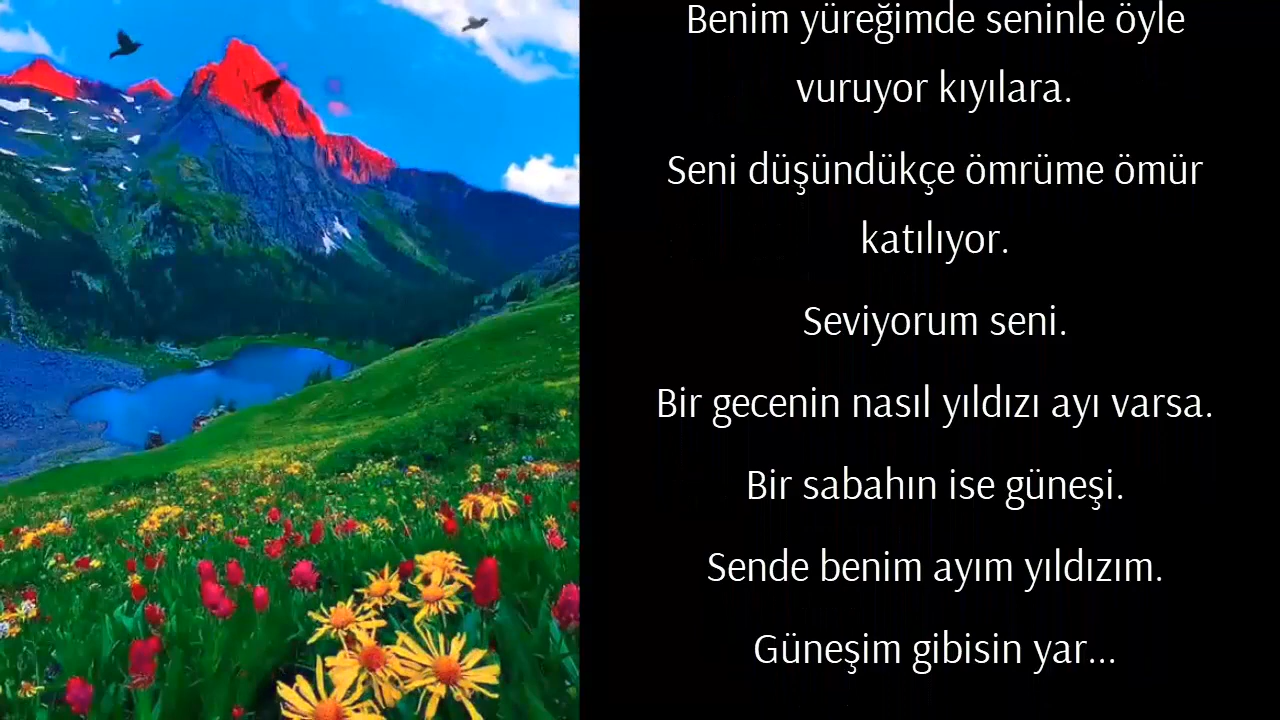 Benim yüreğimde seninle öyle
vuruyor kıyılara.
Seni düşündükçe ömrüme ömür
katılıyor.
Seviyorum seni.
Bir gecenin nasıl yıldızı ayı varsa.
Bir sabahın ise güneşi.
Sende benim ayım yıldızım.
Güneşim gibisin yar...